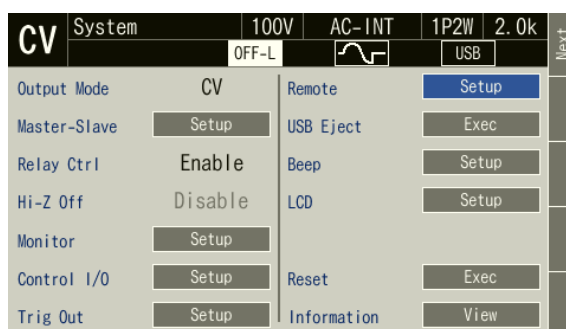 CV System 100V AC-INT 1P2W 2.0k Next
OFF-L USB
Output Mode CV
Master-Slave Setup
Relay Ctrl Enable
Hi-Z Off Disable
Monitor Setup
Control I/O Setup
Trig Out Setup
Remote Setup
USB Eject Exec
Beep Setup
LCD Setup
Reset Exec
Information View